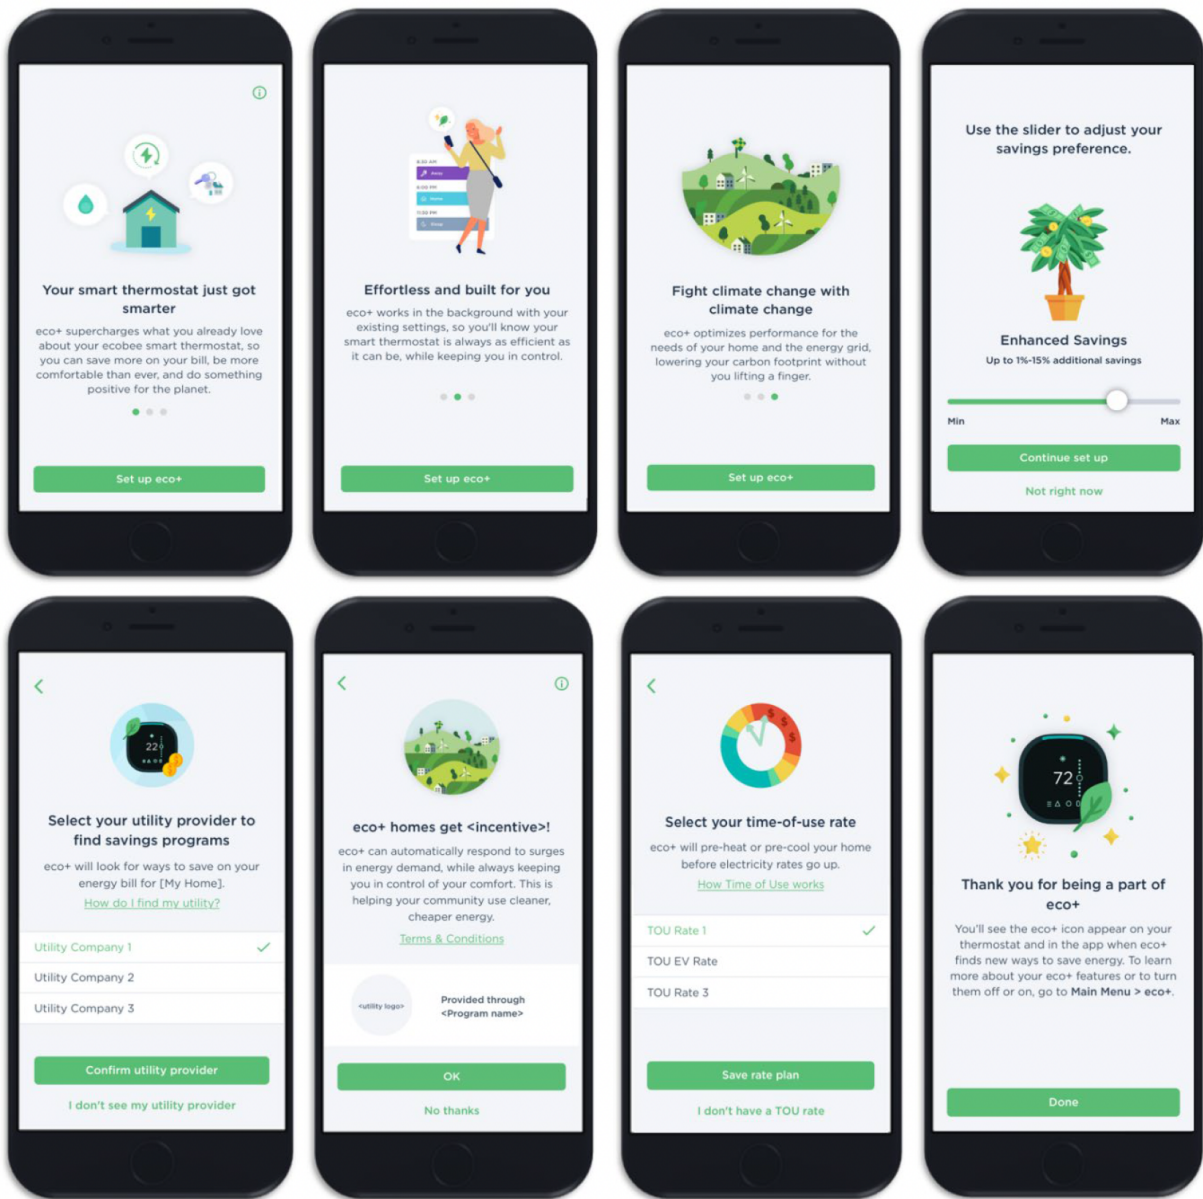 Your smart thermostat just got
smarter
eco+ supercharges what you already love
about your ecobee smart thermostat, so
you can save more on your bill, be more
comfortable than ever, and do something
positive for the planet.
Set up eco+
6:30 AM
Away
6:00 PM
Home
11:30 PM
Sleep
Effortless and built for you
eco+ works in the background with your
existing settings, so you'll know your
smart thermostat is always as efficient as
it can be, while keeping you in control.
Set up eco+
Fight climate change with
climate change
eco+ optimizes performance for the
needs of your home and the energy grid,
lowering your carbon footprint without
you lifting a finger.
Set up eco+
Use the slider to adjust your
savings preference.
Enhanced Savings
Up to 1%-15% additional savings
Min Max
Continue set up
Not right now
22
Select your utility provider to
find savings programs
eco+ will look for ways to save on your
energy bill for [My Home].
How do I find my utility?
Utility Company 1
Utility Company 2
Utility Company 3
Confirm utility provider
I don't see my utility provider
eco+ homes get <incentive>!
eco+ can automatically respond to surges
in energy demand, while always keeping
you in control of your comfort. This is
helping your community use cleaner,
cheaper energy.
Terms & Conditions
<utility logo>
Provided through
<Program name>
OK
No thanks
$ $ $
Select your time-of-use rate
eco+ will pre-heat or pre-cool your home
before electricity rates go up.
How Time of Use works
TOU Rate 1
TOU EV Rate
TOU Rate 3
Save rate plan
I don't have a TOU rate
72
Thank you for being a part of
eco+
You'll see the eco+ icon appear on your
thermostat and in the app when eco+
finds new ways to save energy. To learn
more about your eco+ features or to turn
them off or on, go to Main Menu > eco+.
Done